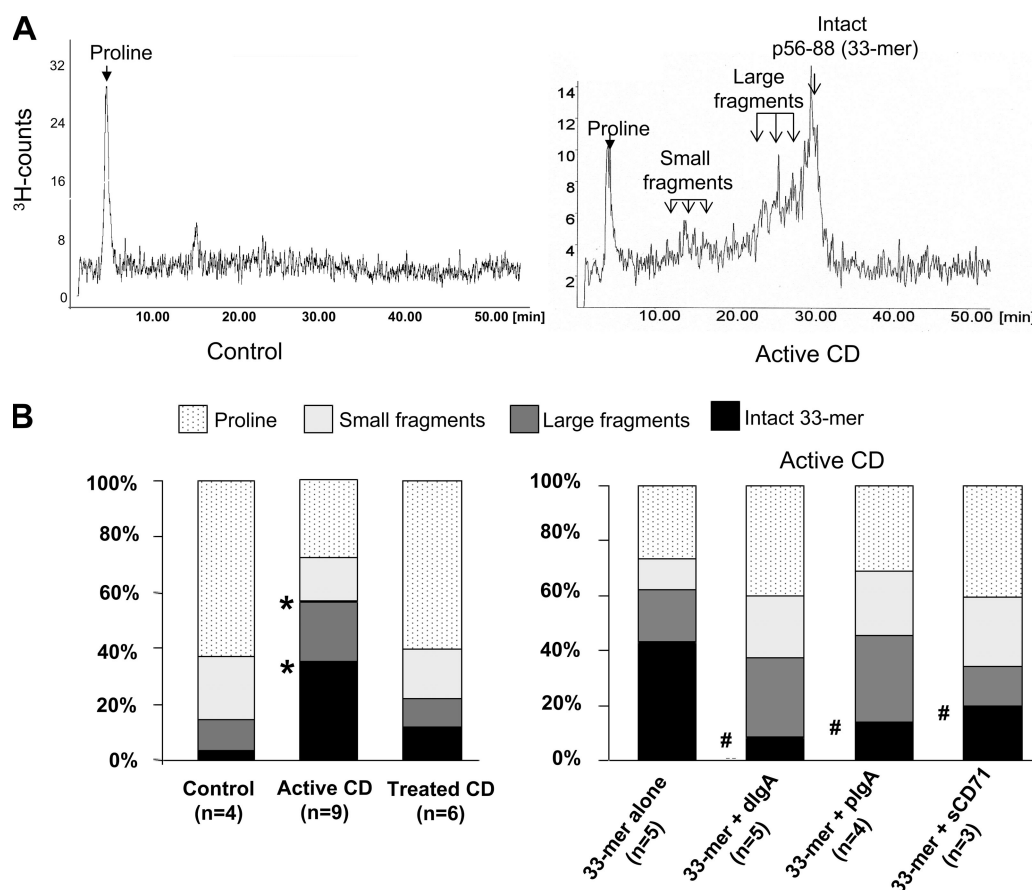 A
Proline
32
24
16
8
0
³H-counts
10.00 20.00 30.00 40.00 50.00 [min]
Control
Intact
p56-88 (33-mer)
Large
fragments
Proline
Small
fragments
14
12
10
8
6
4
2
10.00 20.00 30.00 40.00 50.00 [min]
Active CD
B
Proline Small fragments Large fragments Intact 33-mer
100%
80%
60%
40%
20%
0%
*
*
Control
(n=4)
Active CD
(n=9)
Treated CD
(n=6)
Active CD
100%
80%
60%
40%
20%
0%
#
#
#
33-mer alone
(n=5)
33-mer + dIgA
(n=5)
33-mer + pIgA
(n=4)
33-mer + sCD71
(n=3)